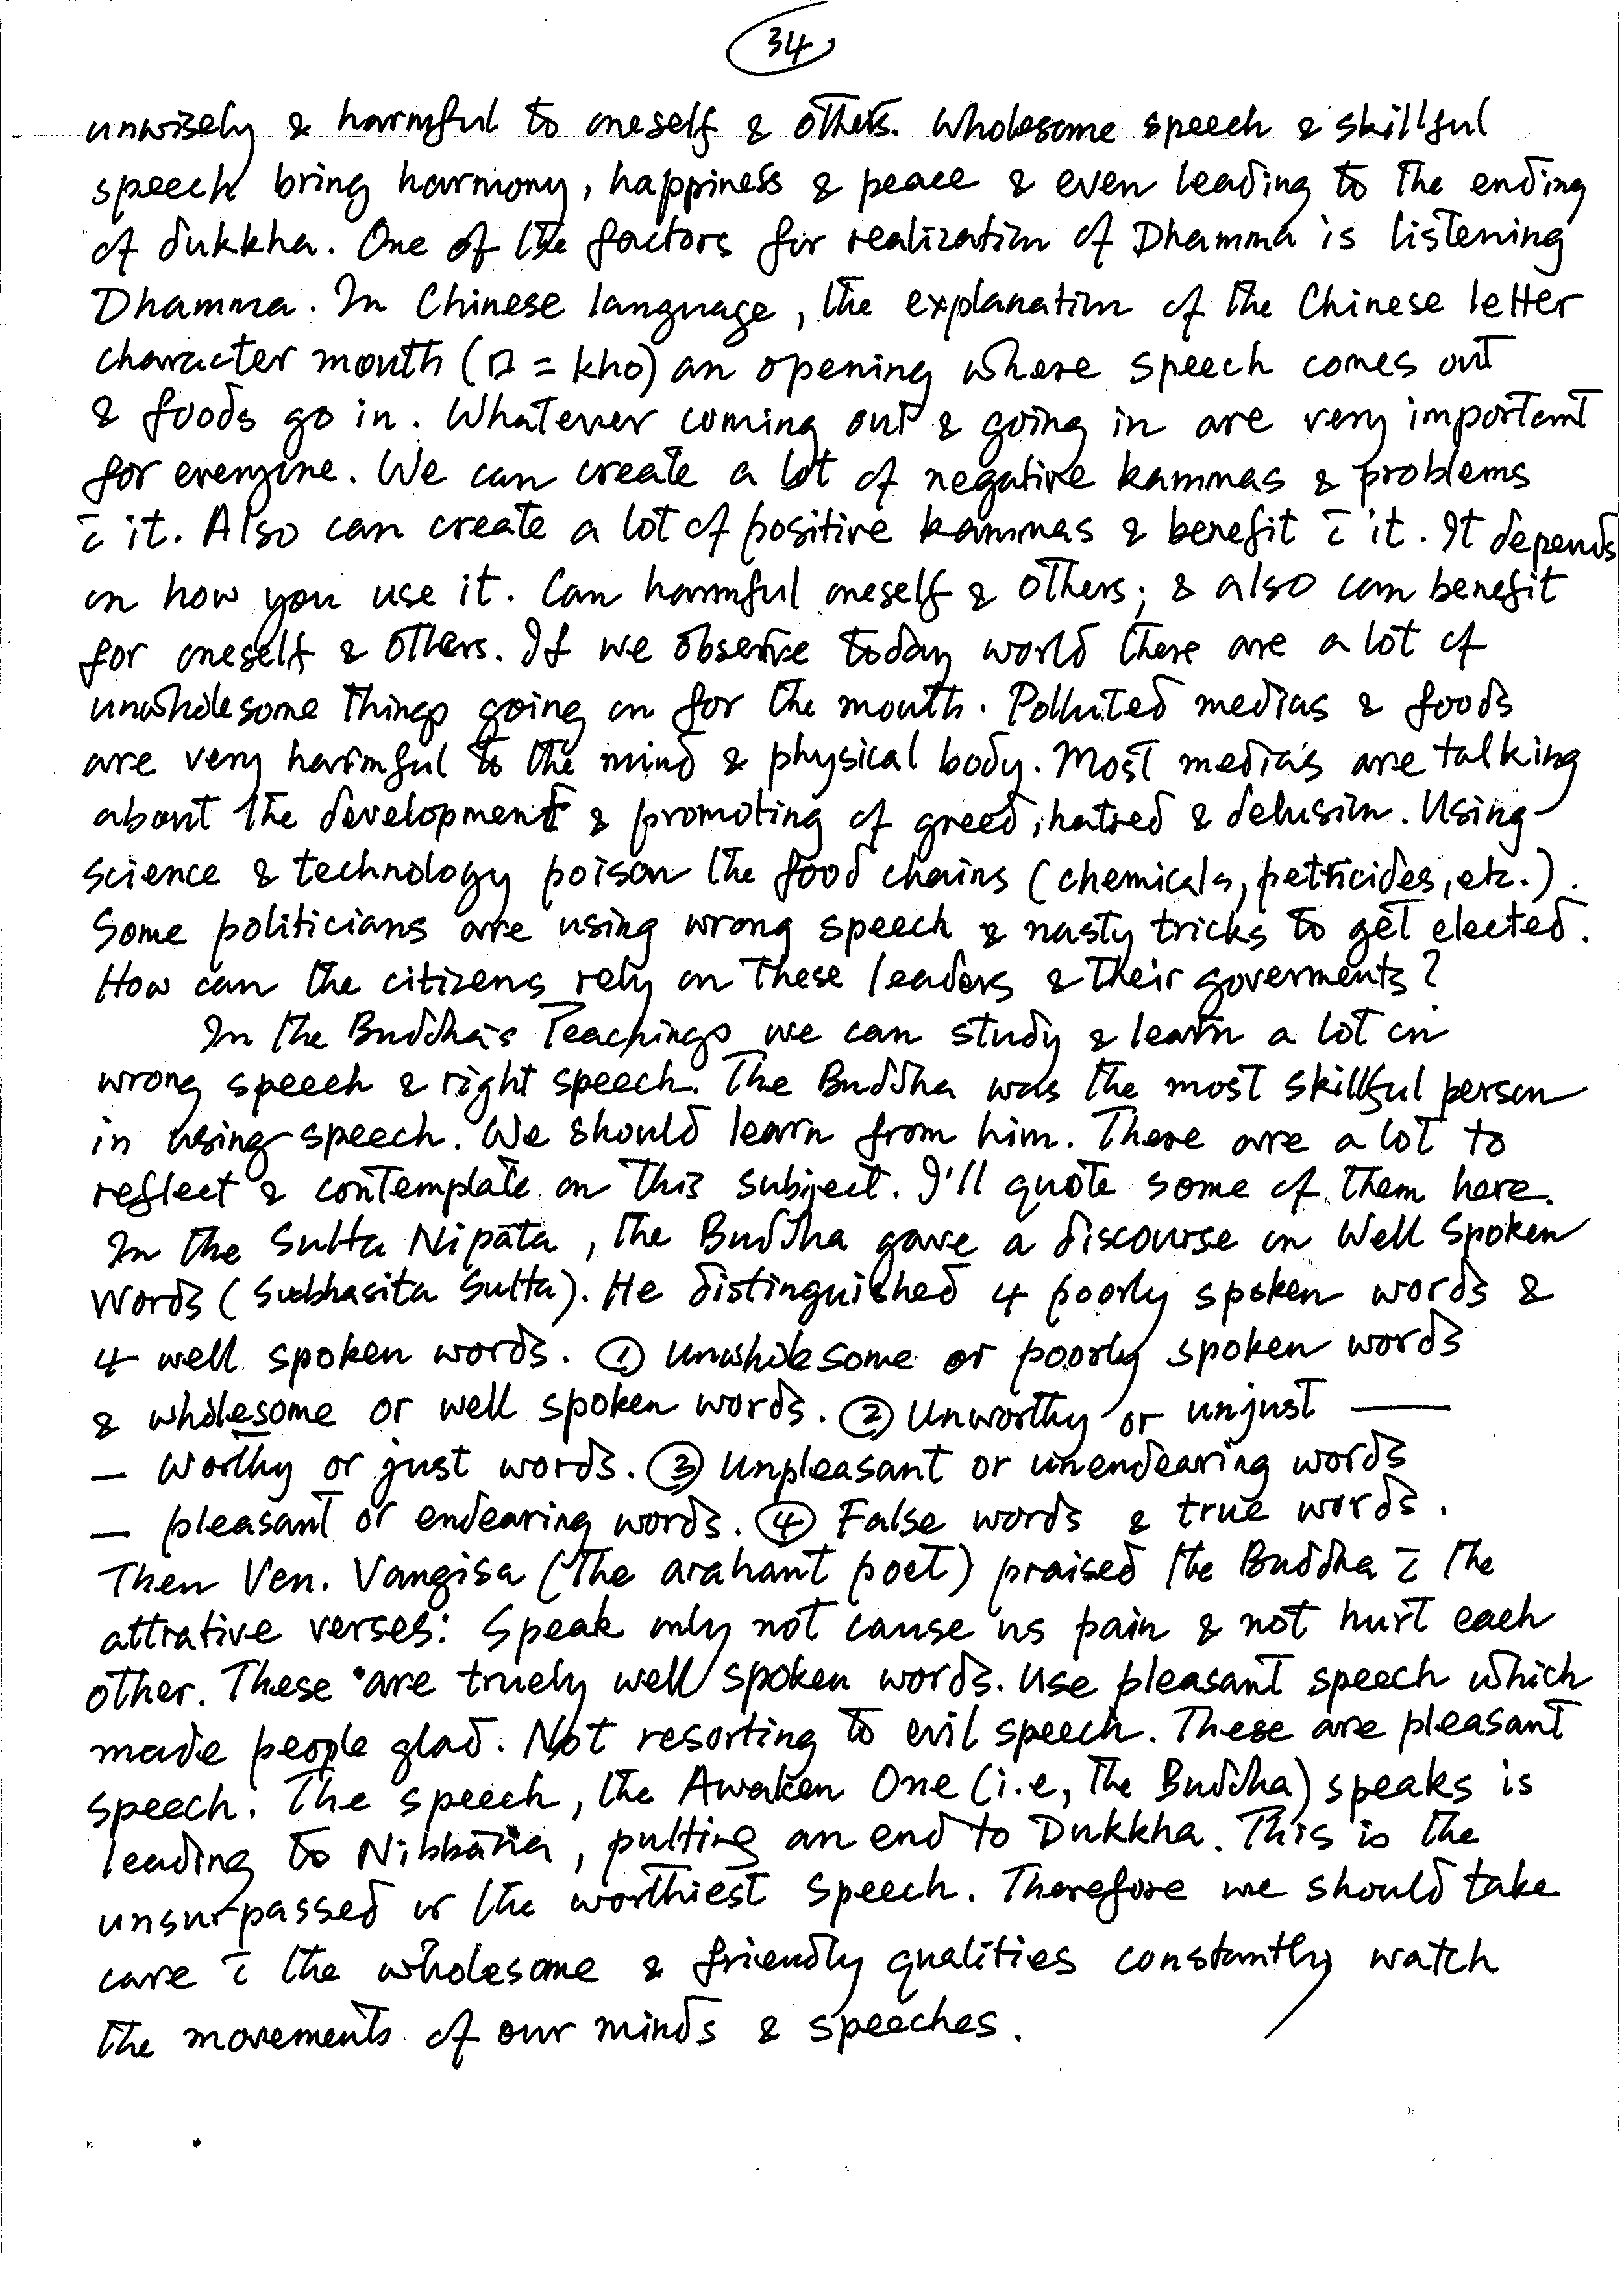 34
unwisely & harmful to oneself & others. Wholesome speech & skillful
speech bring harmony, happiness & peace & even leading to the ending
of dukkha. One of the factors for realization of Dhamma is listening
Dhamma. In Chinese language, the explanation of the Chinese letter
character mouth (口 = kho) an opening where speech comes out
& foods go in. Whatever coming out & going in are very important
for everyone. We can create a lot of negative kammas & problems
c̄ it. Also can create a lot of positive kammas & benefit c̄ it. It depends
on how you use it. Can harmful oneself & others; & also can benefit
for oneself & others. If we observe today world there are a lot of
unwholesome things going on for the mouth. Polluted medias & foods
are very harmful to the mind & physical body. Most medias are talking
about the development & promoting of greed, hatred & delusion. Using
science & technology poison the food chains (chemicals, petticides, etc.).
Some politicians are using wrong speech & nasty tricks to get elected.
How can the citizens rely on these leaders & their goverments?
In the Buddha's Teachings we can study & learn a lot on
wrong speech & right speech. The Buddha was the most skillful person
in using speech. We should learn from him. There are a lot to
reflect & contemplate on this subject. I'll quote some of them here.
In the Sutta Nipāta, the Buddha gave a discourse on Well Spoken
Words (Subhasita Sutta). He distinguished 4 poorly spoken words &
4 well spoken words. ① Unwholesome or poorly spoken words
& wholesome or well spoken words. ② Unworthy or unjust —
— Worthy or just words. ③ Unpleasant or unendearing words
— pleasant or endearing words. ④ False words & true words.
Then Ven. Vangisa (the arahant poet) praised the Buddha c̄ the
attrative verses: Speak only not cause us pain & not hurt each
other. These are truely well spoken words. Use pleasant speech which
made people glad. Not resorting to evil speech. These are pleasant
speech. The speech, the Awaken One (i.e, the Buddha) speaks is
leading to Nibbāna, putting an end to Dukkha. This is the
unsurpassed or the worthiest speech. Therefore we should take
care c̄ the wholesome & friendly qualities constantly watch
the movements of our minds & speeches.